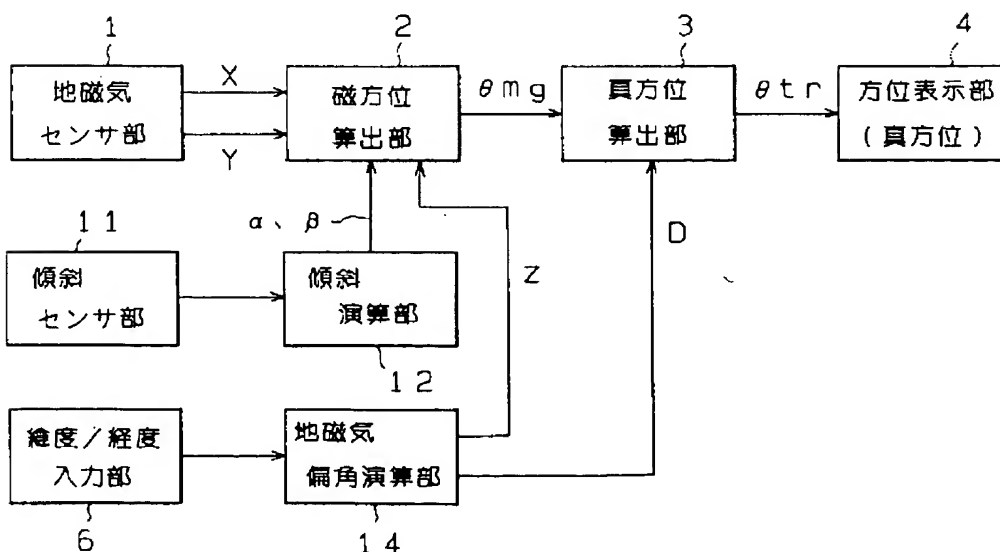 1
2
3
4
地磁気
センサ部
X
Y
磁方位
算出部
θmg
真方位
算出部
θtr
方位表示部
(真方位)
11
α、β
Z
D
傾斜
センサ部
傾斜
演算部
12
緯度/経度
入力部
地磁気
偏角演算部
6
14